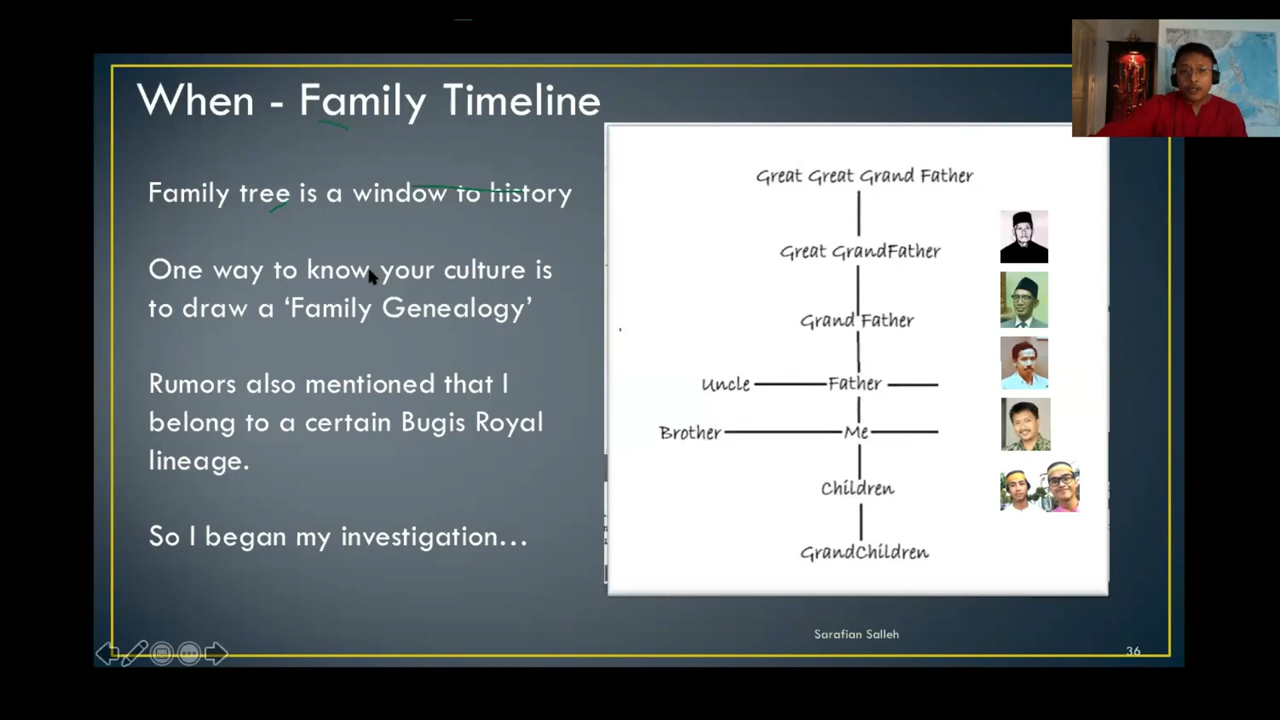 When - Family Timeline
Family tree is a window to history
One way to know your culture is
to draw a ‘Family Genealogy’
Rumors also mentioned that I
belong to a certain Bugis Royal
lineage.
So I began my investigation...
Great Great Grand Father
Great GrandFather
Grand Father
Uncle Father
Brother Me
Children
GrandChildren
Sarafian Salleh
36